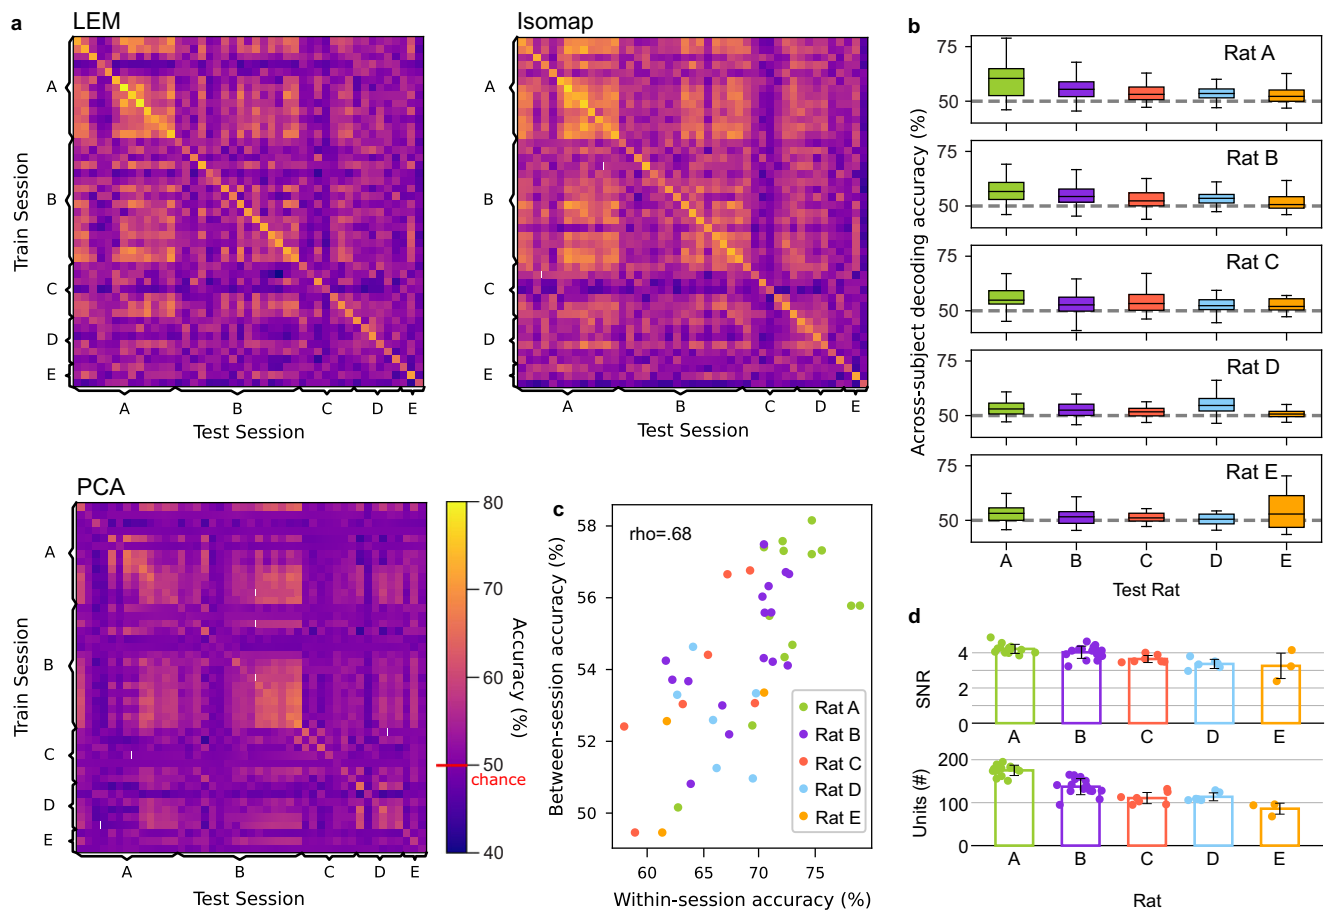 a
LEM
A
B
C
D
E
Train Session
A B C D E
Test Session
Isomap
A
B
C
D
E
A B C D E
Test Session
PCA
A
B
C
D
E
Train Session
A B C D E
Test Session
80
70
60
50
40
chance
Accuracy (%)
b
Across-subject decoding accuracy (%)
75
50
Rat A
75
50
Rat B
75
50
Rat C
75
50
Rat D
75
50
Rat E
A B C D E
Test Rat
c
Between-session accuracy (%)
58
56
54
52
50
rho=.68
Rat A
Rat B
Rat C
Rat D
Rat E
60 65 70 75
Within-session accuracy (%)
d
SNR
4
2
0
A B C D E
Units (#)
200
100
0
A B C D E
Rat